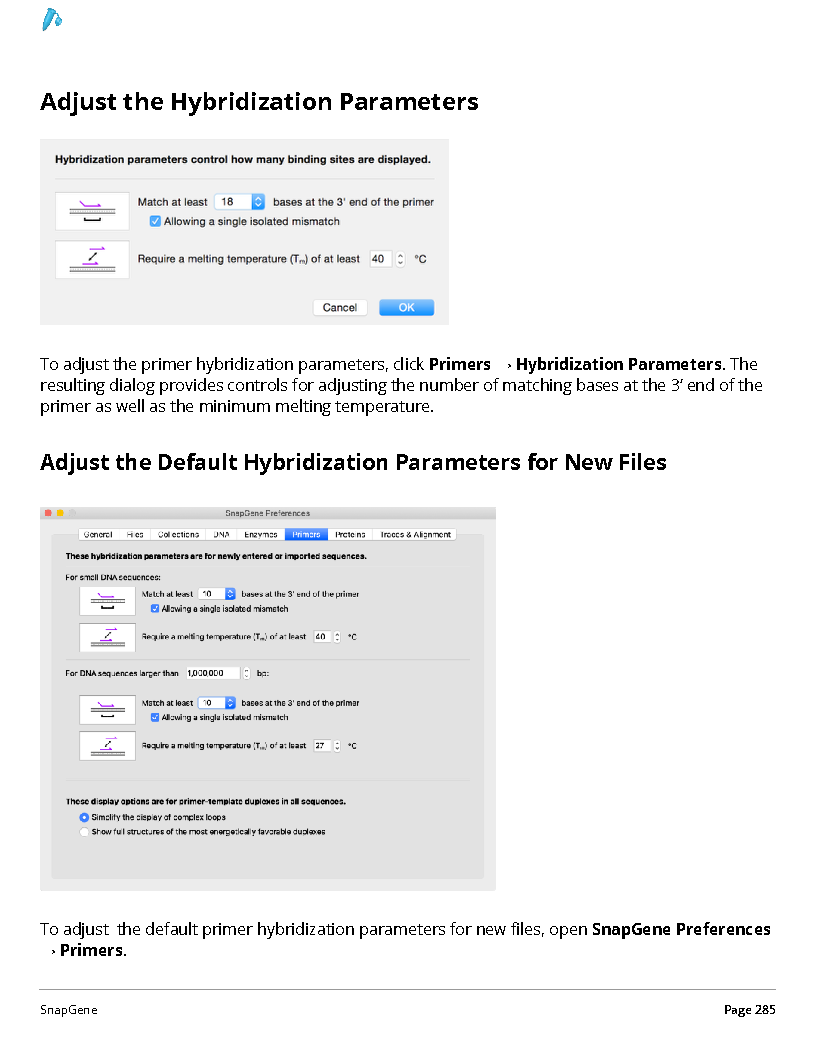 Adjust the Hybridization Parameters
Hybridization parameters control how many binding sites are displayed.
Match at least 18 bases at the 3' end of the primer
Allowing a single isolated mismatch
Require a melting temperature (Tm) of at least 40 °C
Cancel OK
To adjust the primer hybridization parameters, click Primers → Hybridization Parameters. The
resulting dialog provides controls for adjusting the number of matching bases at the 3’ end of the
primer as well as the minimum melting temperature.
Adjust the Default Hybridization Parameters for New Files
SnapGene Preferences
General Files Collections DNA Enzymes Primers Proteins Traces & Alignment
These hybridization parameters are for newly entered or imported sequences.
For small DNA sequences:
Match at least 10 bases at the 3' end of the primer
Allowing a single isolated mismatch
Require a melting temperature (Tm) of at least 40 °C
For DNA sequences larger than 1,000,000 bp:
Match at least 10 bases at the 3' end of the primer
Allowing a single isolated mismatch
Require a melting temperature (Tm) of at least 27 °C
These display options are for primer-template duplexes in all sequences.
Simplify the display of complex loops
Show full structures of the most energetically favorable duplexes
To adjust the default primer hybridization parameters for new files, open SnapGene Preferences
→ Primers.
SnapGene Page 285